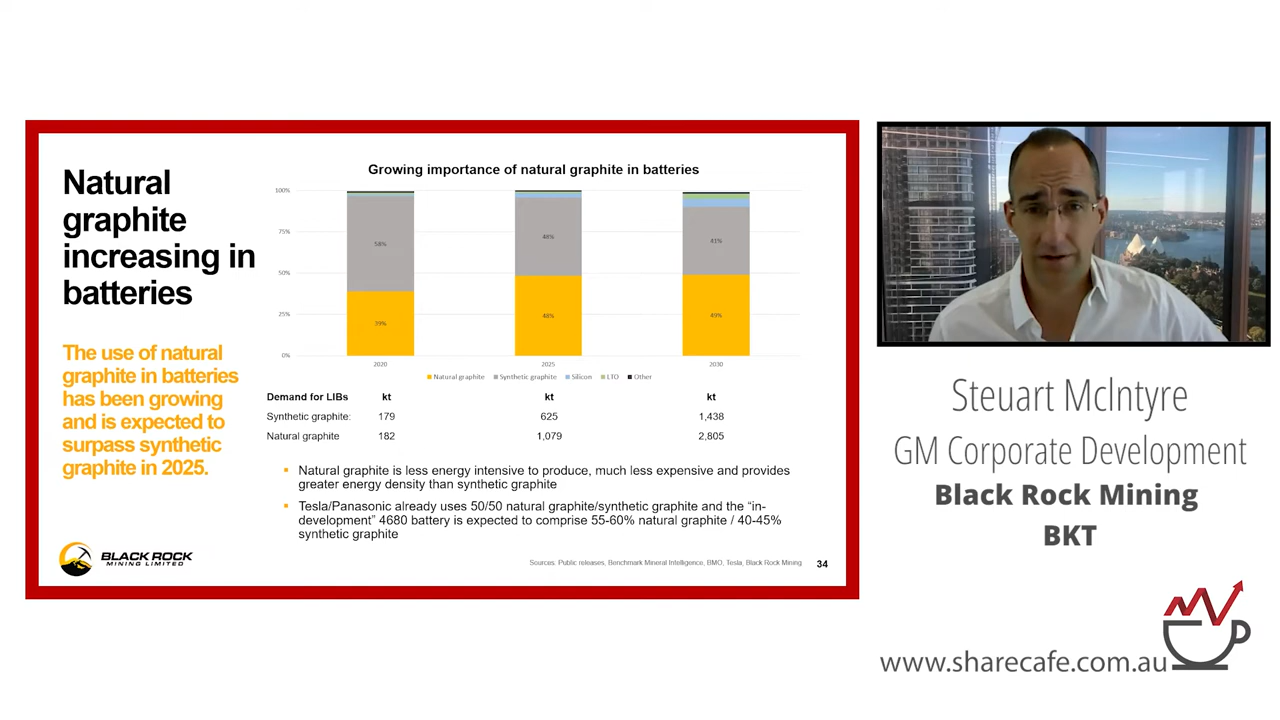 Natural
graphite
increasing in
batteries
The use of natural
graphite in batteries
has been growing
and is expected to
surpass synthetic
graphite in 2025.
BLACK ROCK
MINING LIMITED
Growing importance of natural graphite in batteries
100%
75%
50%
25%
0%
58%
39%
48%
48%
41%
49%
2020 2025 2030
Natural graphite Synthetic graphite Silicon LTO Other
Demand for LIBs kt kt kt
Synthetic graphite: 179 625 1,438
Natural graphite 182 1,079 2,805
Natural graphite is less energy intensive to produce, much less expensive and provides
greater energy density than synthetic graphite
Tesla/Panasonic already uses 50/50 natural graphite/synthetic graphite and the “in-
development” 4680 battery is expected to comprise 55-60% natural graphite / 40-45%
synthetic graphite
Sources: Public releases, Benchmark Mineral Intelligence, BMO, Tesla, Black Rock Mining 34
Steuart McIntyre
GM Corporate Development
Black Rock Mining
BKT
www.sharecafe.com.au